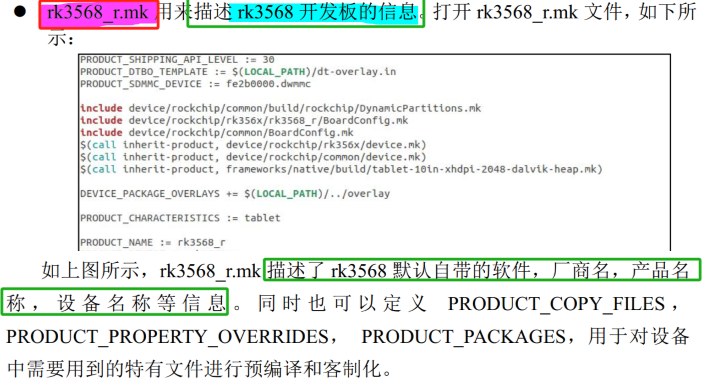 ● rk3568_r.mk 用来描述 rk3568 开发板的信息。打开 rk3568_r.mk 文件，如下所
示：
PRODUCT_SHIPPING_API_LEVEL := 30
PRODUCT_DTBO_TEMPLATE := $(LOCAL_PATH)/dt-overlay.in
PRODUCT_SDMMC_DEVICE := fe2b0000.dwmmc
include device/rockchip/common/build/rockchip/DynamicPartitions.mk
include device/rockchip/rk356x/rk3568_r/BoardConfig.mk
include device/rockchip/common/BoardConfig.mk
$(call inherit-product, device/rockchip/rk356x/device.mk)
$(call inherit-product, device/rockchip/common/device.mk)
$(call inherit-product, frameworks/native/build/tablet-10in-xhdpi-2048-dalvik-heap.mk)
DEVICE_PACKAGE_OVERLAYS += $(LOCAL_PATH)/../overlay
PRODUCT_CHARACTERISTICS := tablet
PRODUCT_NAME := rk3568_r
如上图所示，rk3568_r.mk 描述了 rk3568 默认自带的软件，厂商名，产品名
称，设备名称等信息。同时也可以定义 PRODUCT_COPY_FILES，
PRODUCT_PROPERTY_OVERRIDES， PRODUCT_PACKAGES，用于对设备
中需要用到的特有文件进行预编译和客制化。